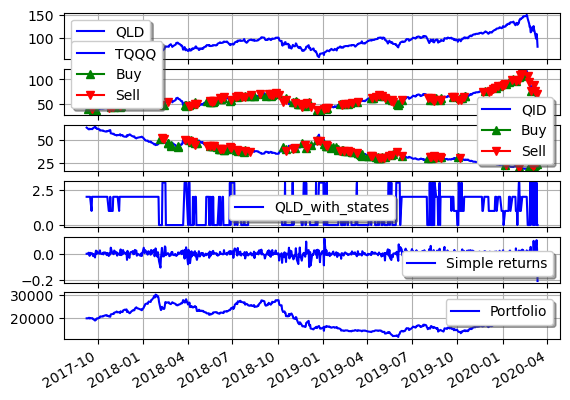 150
100
QLD
TQQQ
Buy
Sell
100
50
QID
Buy
Sell
50
25
2.5
0.0
QLD_with_states
0.0
−0.2
Simple returns
30000
20000
Portfolio
2017-10
2018-01
2018-04
2018-07
2018-10
2019-01
2019-04
2019-07
2019-10
2020-01
2020-04